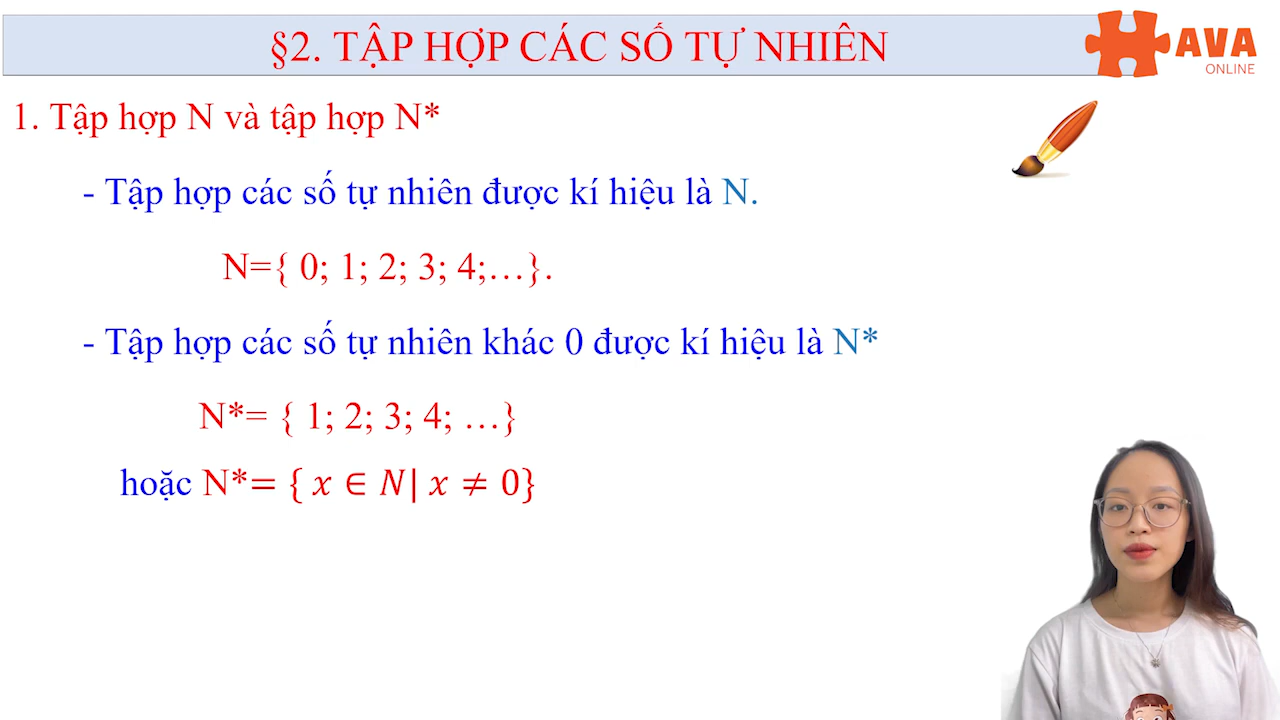 §2. TẬP HỢP CÁC SỐ TỰ NHIÊN
AVA
ONLINE
1. Tập hợp N và tập hợp N*
- Tập hợp các số tự nhiên được kí hiệu là N.
N={ 0; 1; 2; 3; 4;…}.
- Tập hợp các số tự nhiên khác 0 được kí hiệu là N*
N*= { 1; 2; 3; 4; …}
hoặc N*= { x ∈ N| x ≠ 0}